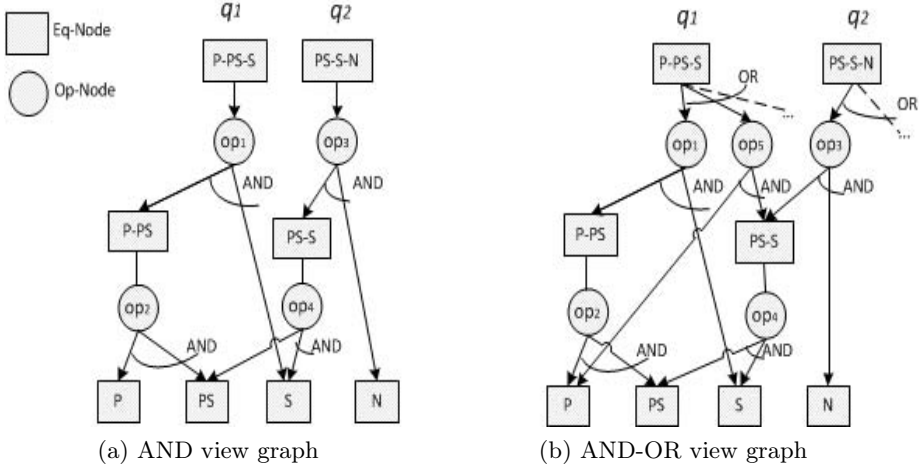 q1 q2 q1 q2
Eq-Node
P-PS-S PS-S-N P-PS-S PS-S-N
OR
Op-Node
OR
... ...
op1 op3 op1 op5 op3
AND AND AND AND AND
P-PS PS-S P-PS PS-S
op2 op4 op2 op4
AND AND AND AND
P PS S N P PS S N
(a) AND view graph (b) AND-OR view graph